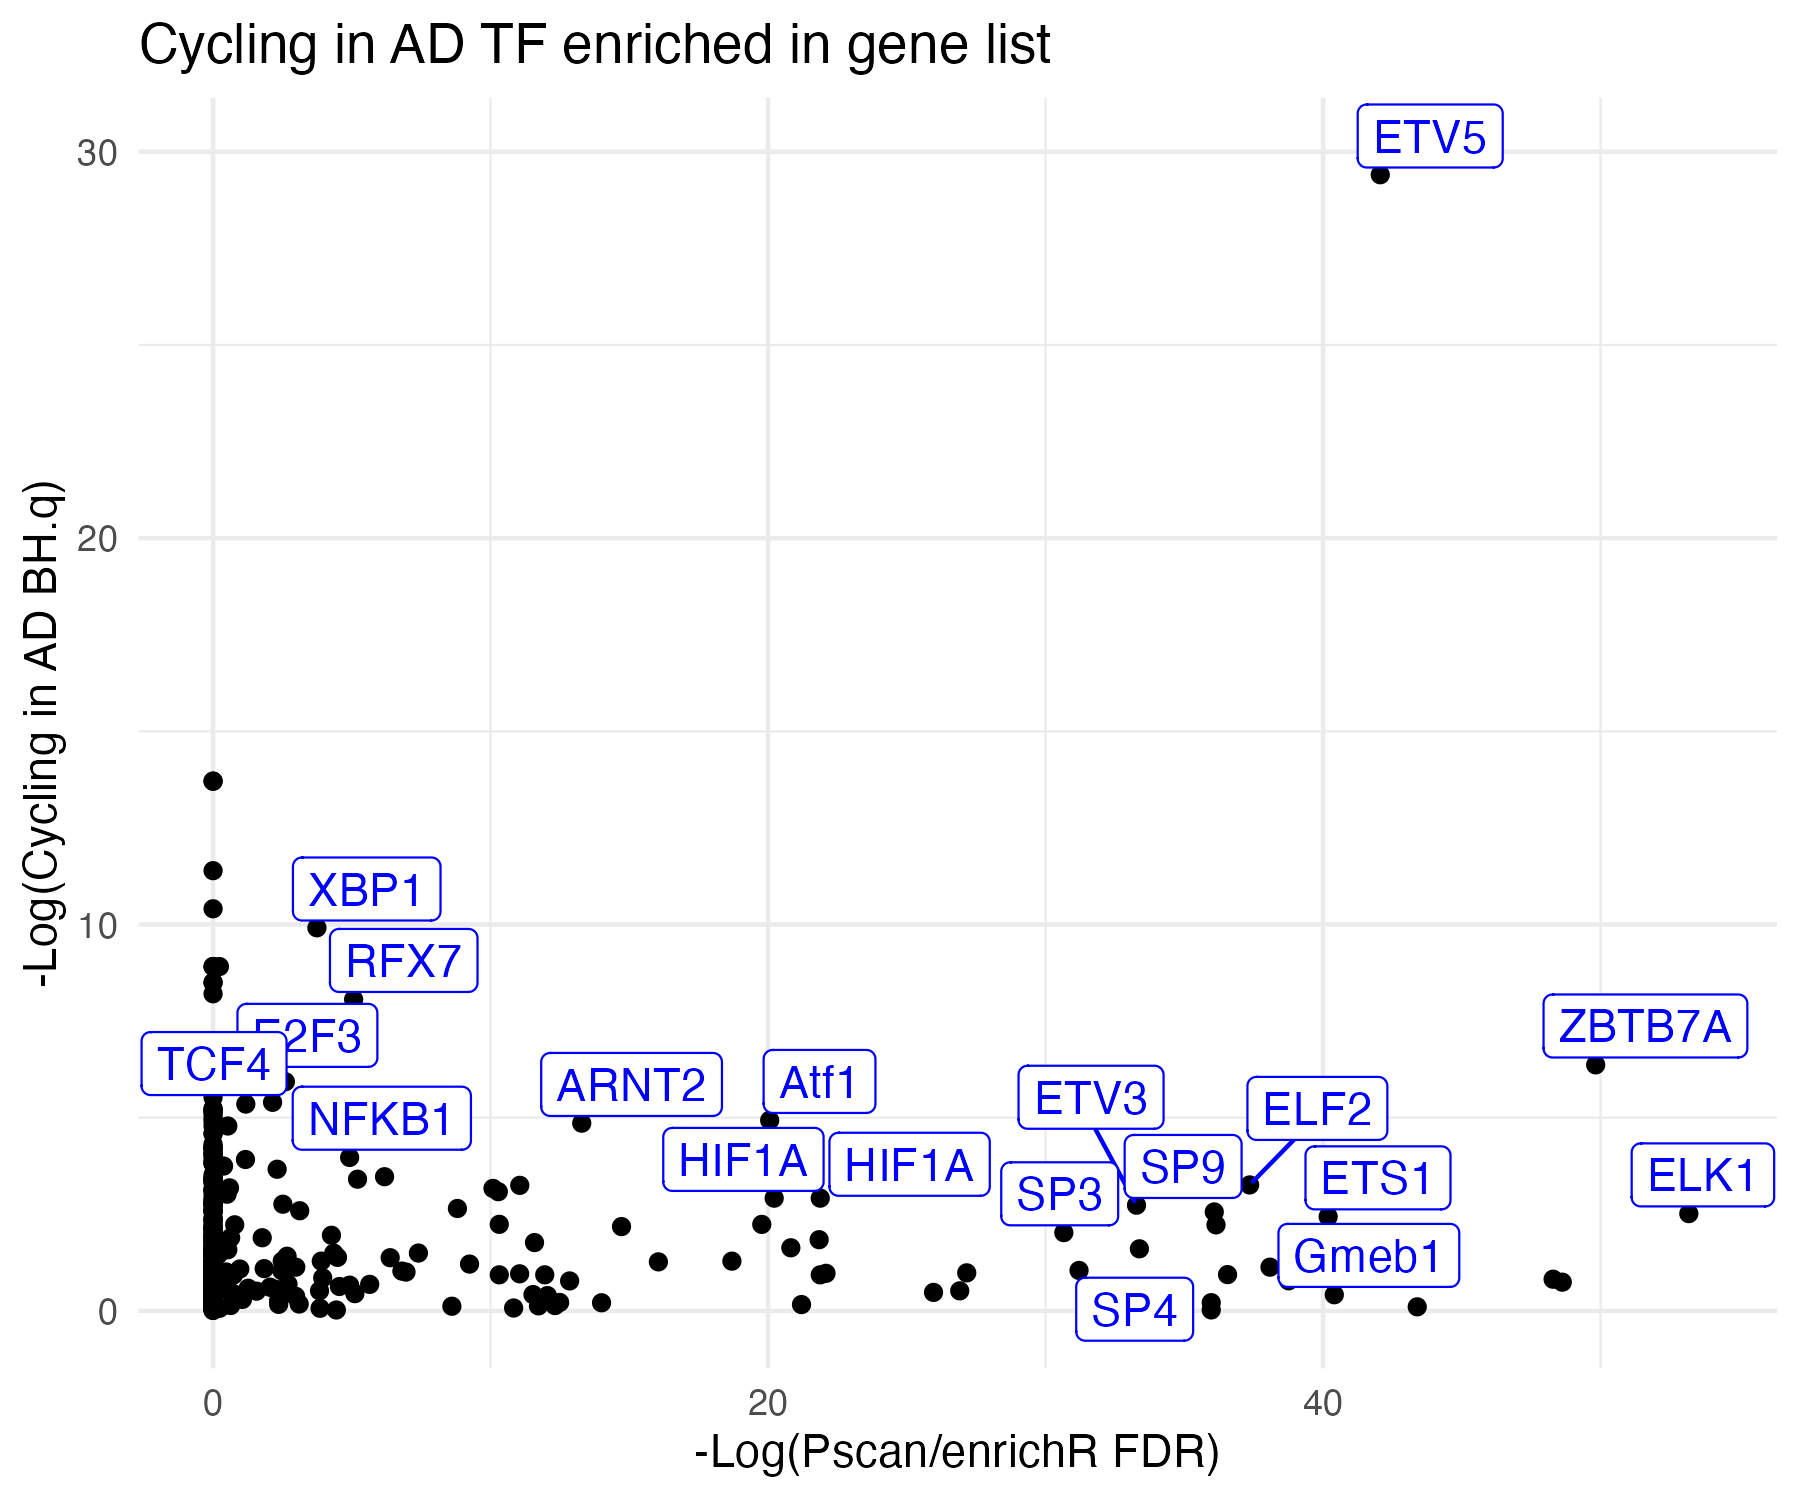 Cycling in AD TF enriched in gene list
ETV5
30
20
10
0
-Log(Cycling in AD BH.q)
XBP1
RFX7
E2F3
TCF4
NFKB1
ARNT2
Atf1
HIF1A
HIF1A
ETV3
SP3
SP9
ELF2
ETS1
Gmeb1
SP4
ZBTB7A
ELK1
0
20
40
-Log(Pscan/enrichR FDR)